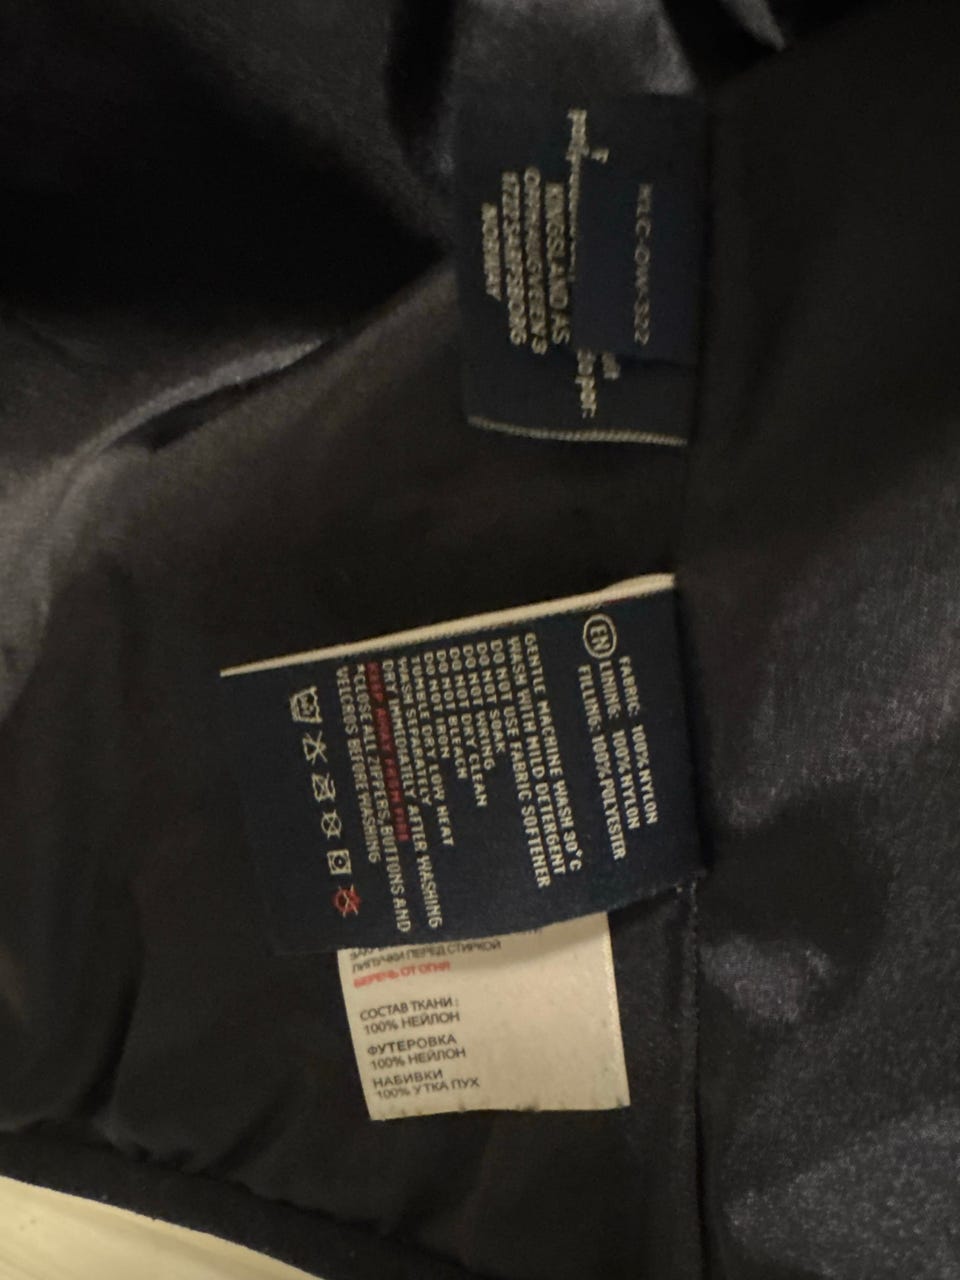 KINGSLAND AS
NORWAY
EN
FABRIC: 100% NYLON
LINING: 100% NYLON
FILLING: 100% POLYESTER
GENTLE MACHINE WASH 30°C
WASH WITH MILD DETERGENT
DO NOT USE FABRIC SOFTENER
DO NOT SOAK
DO NOT WRING
DO NOT DRY CLEAN
DO NOT BLEACH
DO NOT IRON
TUMBLE DRY LOW HEAT
WASH SEPARATELY
DRY IMMEDIATELY AFTER WASHING
KEEP AWAY FROM FIRE
*CLOSE ALL ZIPPERS, BUTTONS AND
VELCROS BEFORE WASHING
ЛИПУЧКИ ПЕРЕД СТИРКОЙ
БЕРЕЧЬ ОТ ОГНЯ
СОСТАВ ТКАНИ :
100% НЕЙЛОН
ФУТЕРОВКА
100% НЕЙЛОН
НАБИВКИ
100% УТКА ПУХ